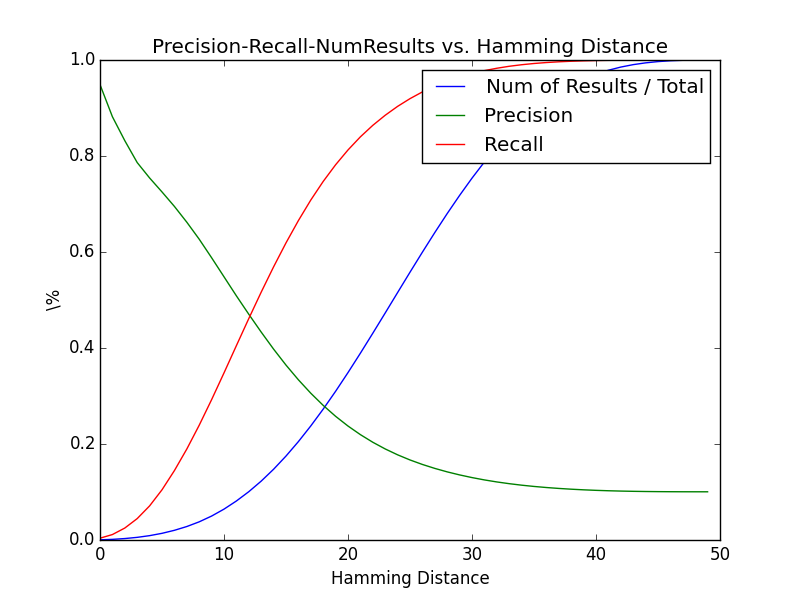 Precision-Recall-NumResults vs. Hamming Distance
1.0
0.8
0.6
0.4
0.2
0.0
\%
Num of Results / Total
Precision
Recall
0 10 20 30 40 50
Hamming Distance